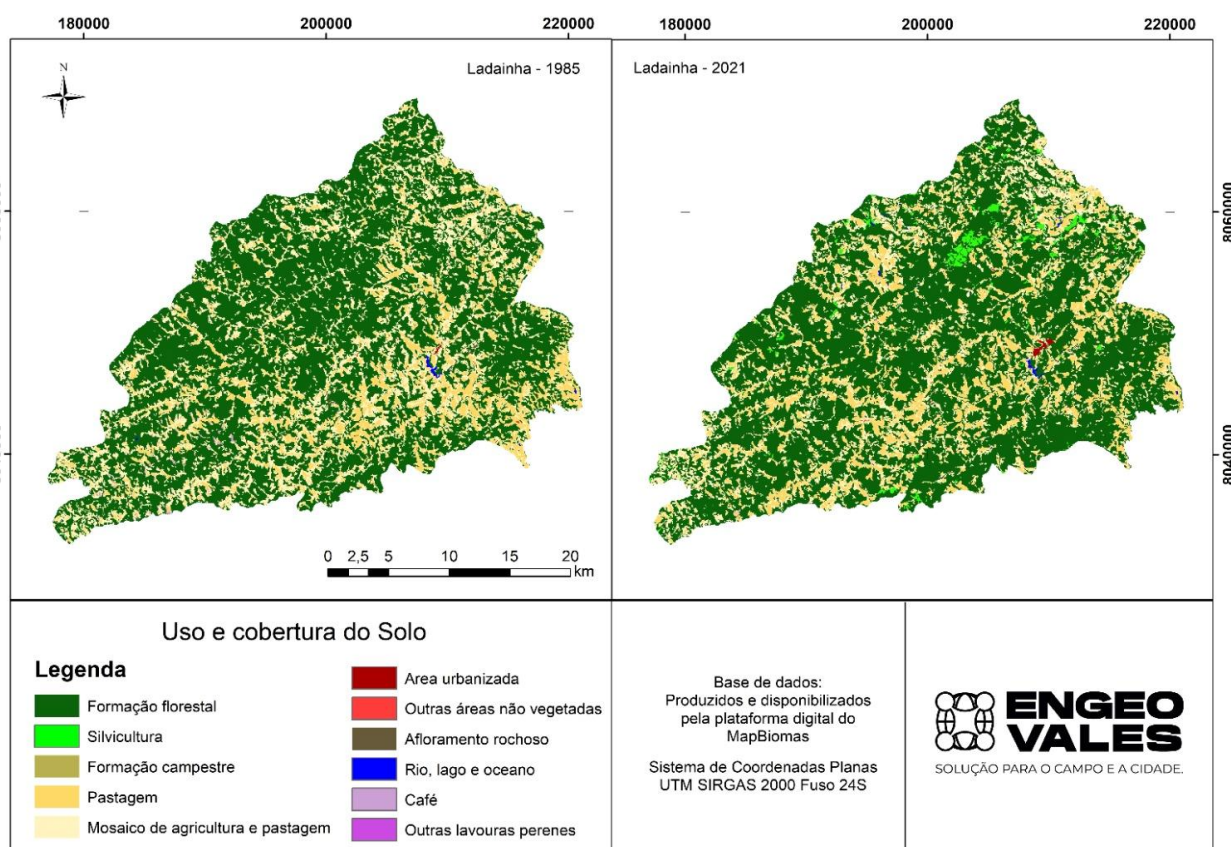 180000 200000 220000 180000 200000 220000
N
Ladainha - 1985
Ladainha - 2021
8060000
8040000
0 2,5 5 10 15 20
km
Uso e cobertura do Solo
Legenda
Formação florestal
Silvicultura
Formação campestre
Pastagem
Mosaico de agricultura e pastagem
Area urbanizada
Outras áreas não vegetadas
Afloramento rochoso
Rio, lago e oceano
Café
Outras lavouras perenes
Base de dados:
Produzidos e disponibilizados
pela plataforma digital do
MapBiomas
Sistema de Coordenadas Planas
UTM SIRGAS 2000 Fuso 24S
ENGEO
VALES
SOLUÇÃO PARA O CAMPO E A CIDADE.